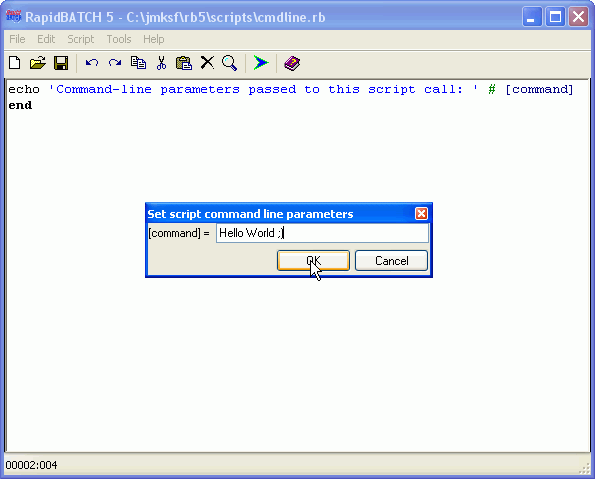 RapidBATCH 5 - C:\jmksf\rb5\scripts\cmdline.rb
File Edit Script Tools Help
echo 'Command-line parameters passed to this script call: ' # [command]
end
Set script command line parameters
[command] = Hello World ;)
OK Cancel
00002:004